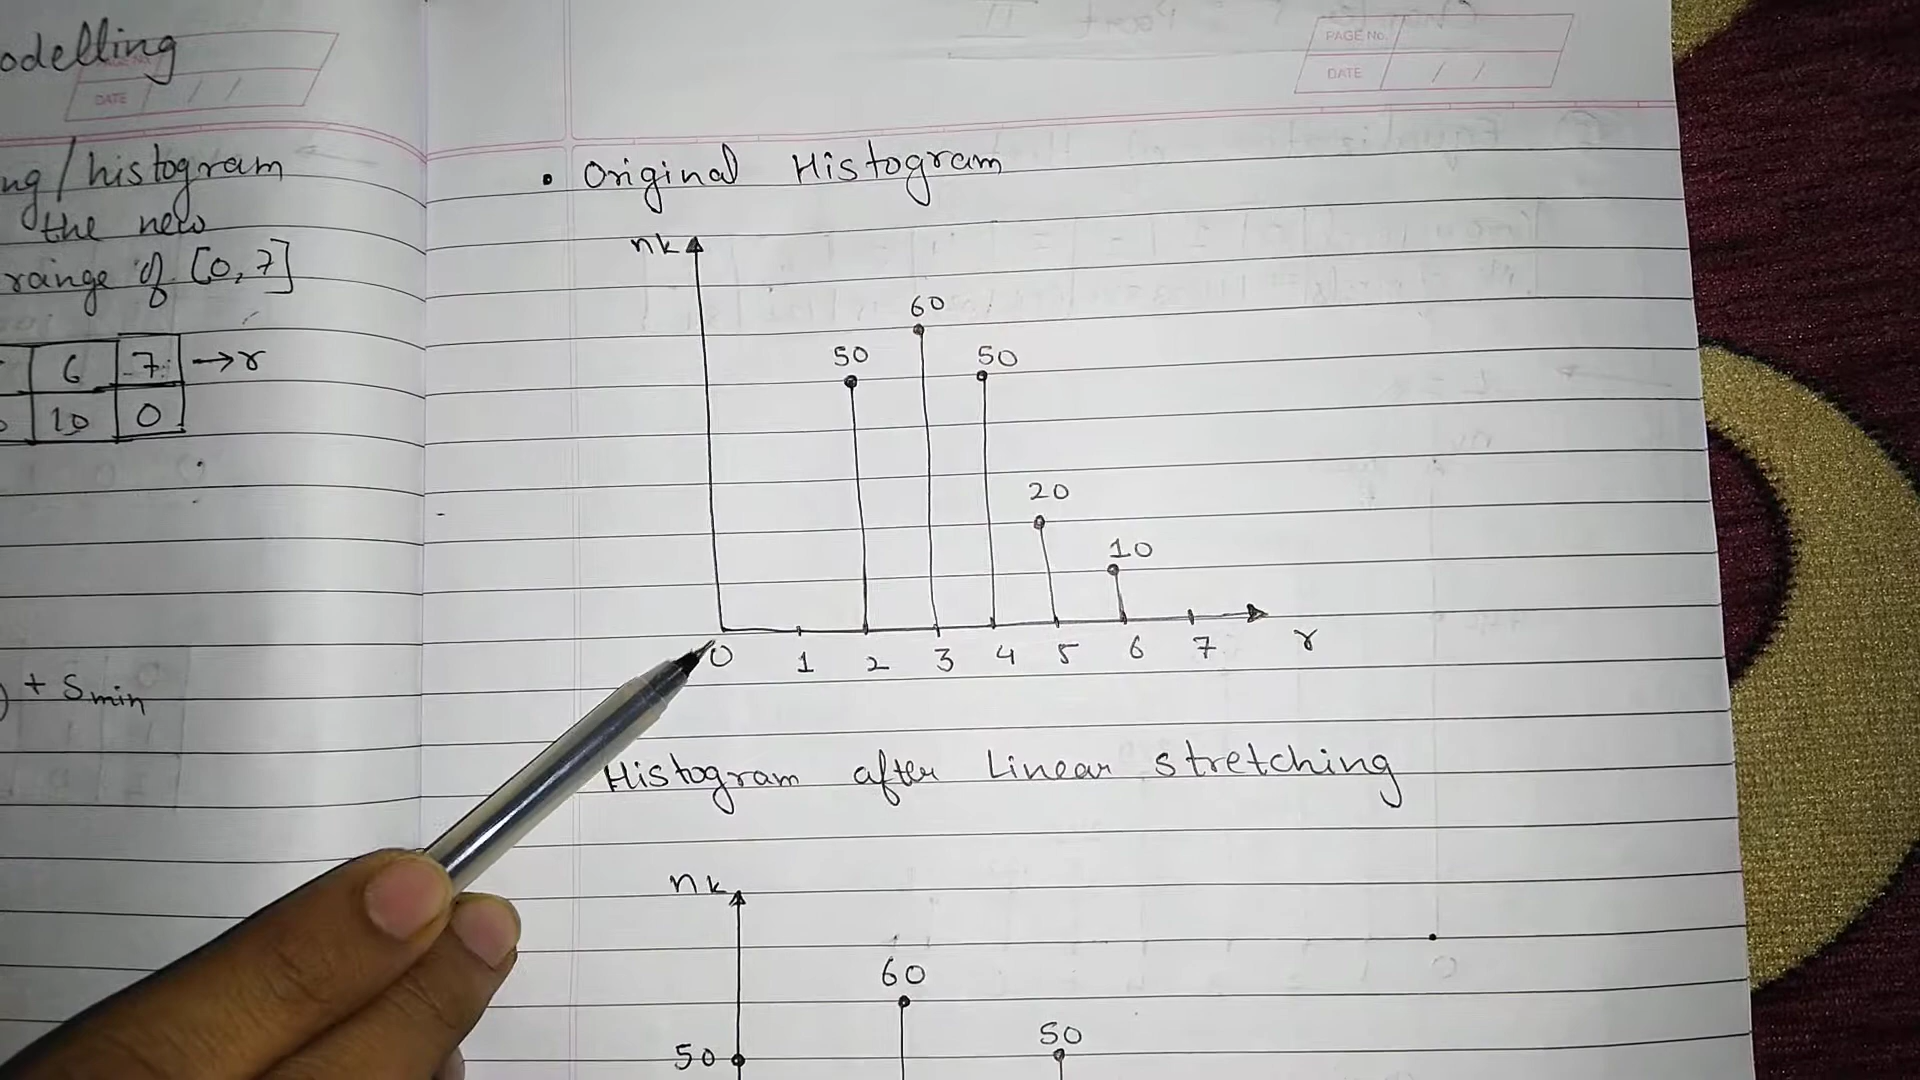 odelling
DATE / /
ng/histogram
the new
range of [0,7]
6 7 → r
10 0
) + Smin
PAGE No.
DATE / /
• Original Histogram
nk
60
50 50
20
10
0 1 2 3 4 5 6 7 r
Histogram after Linear stretching
nk
60
50
50